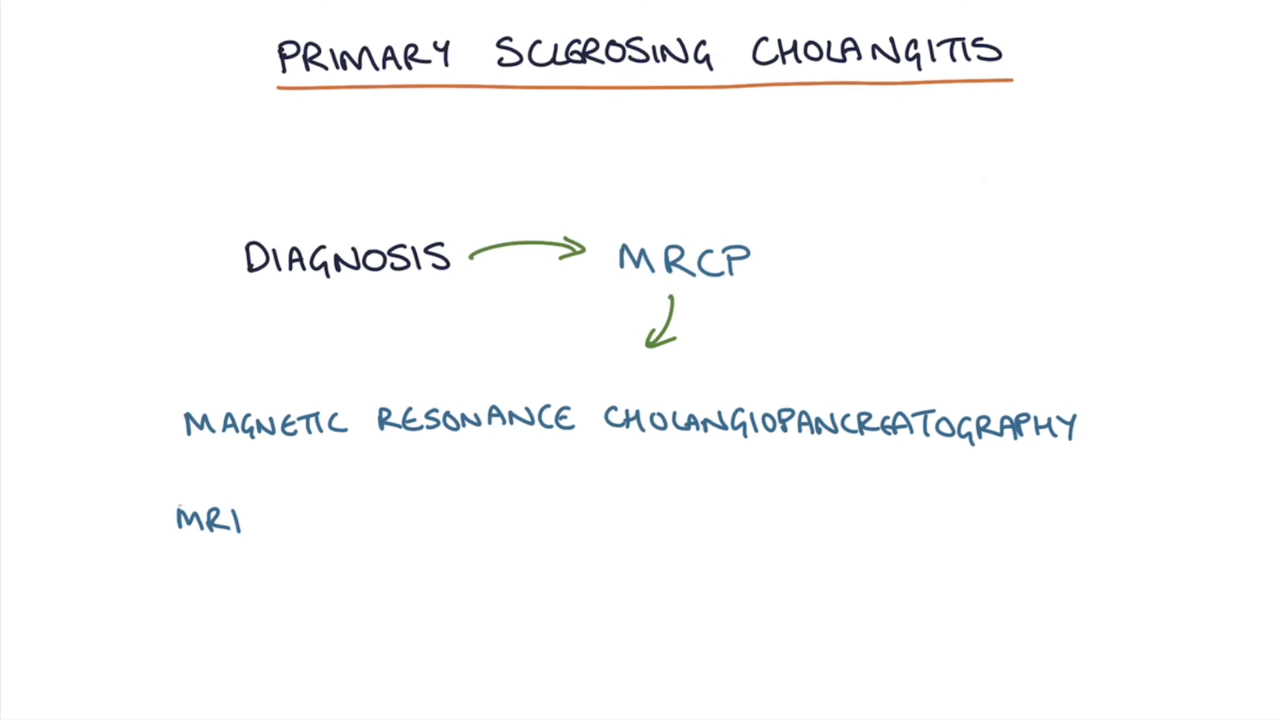 PRIMARY SCLEROSING CHOLANGITIS
DIAGNOSIS MRCP
MAGNETIC RESONANCE CHOLANGIOPANCREATOGRAPHY
MRI